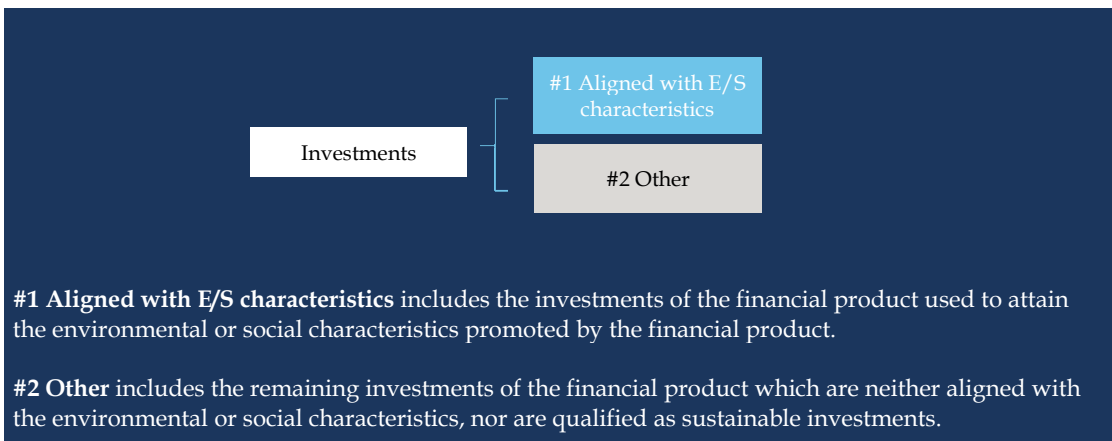 #1 Aligned with E/S
characteristics
Investments
#2 Other
#1 Aligned with E/S characteristics includes the investments of the financial product used to attain
the environmental or social characteristics promoted by the financial product.
#2 Other includes the remaining investments of the financial product which are neither aligned with
the environmental or social characteristics, nor are qualified as sustainable investments.